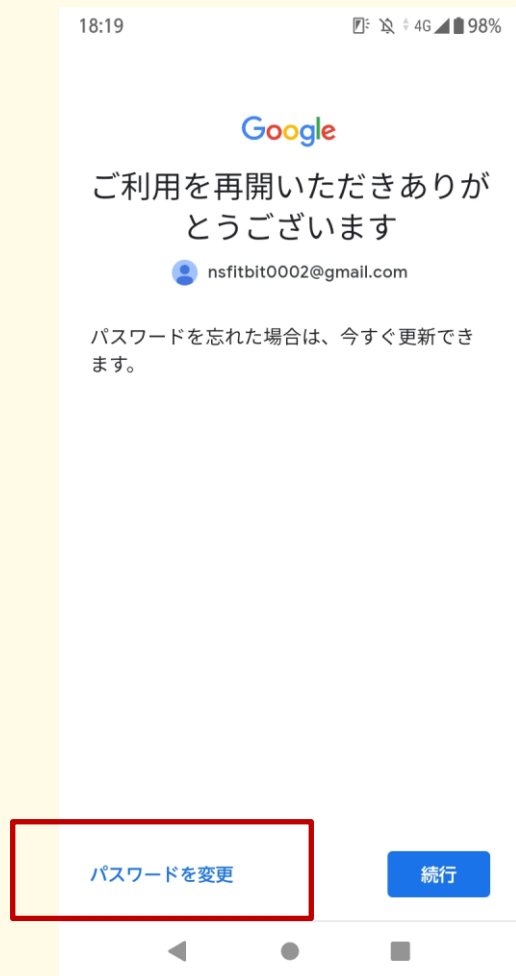 18:19 4G 98%
Google
ご利用を再開いただきありが
とうございます
nsfitbit0002@gmail.com
パスワードを忘れた場合は、今すぐ更新でき
ます。
パスワードを変更 続行